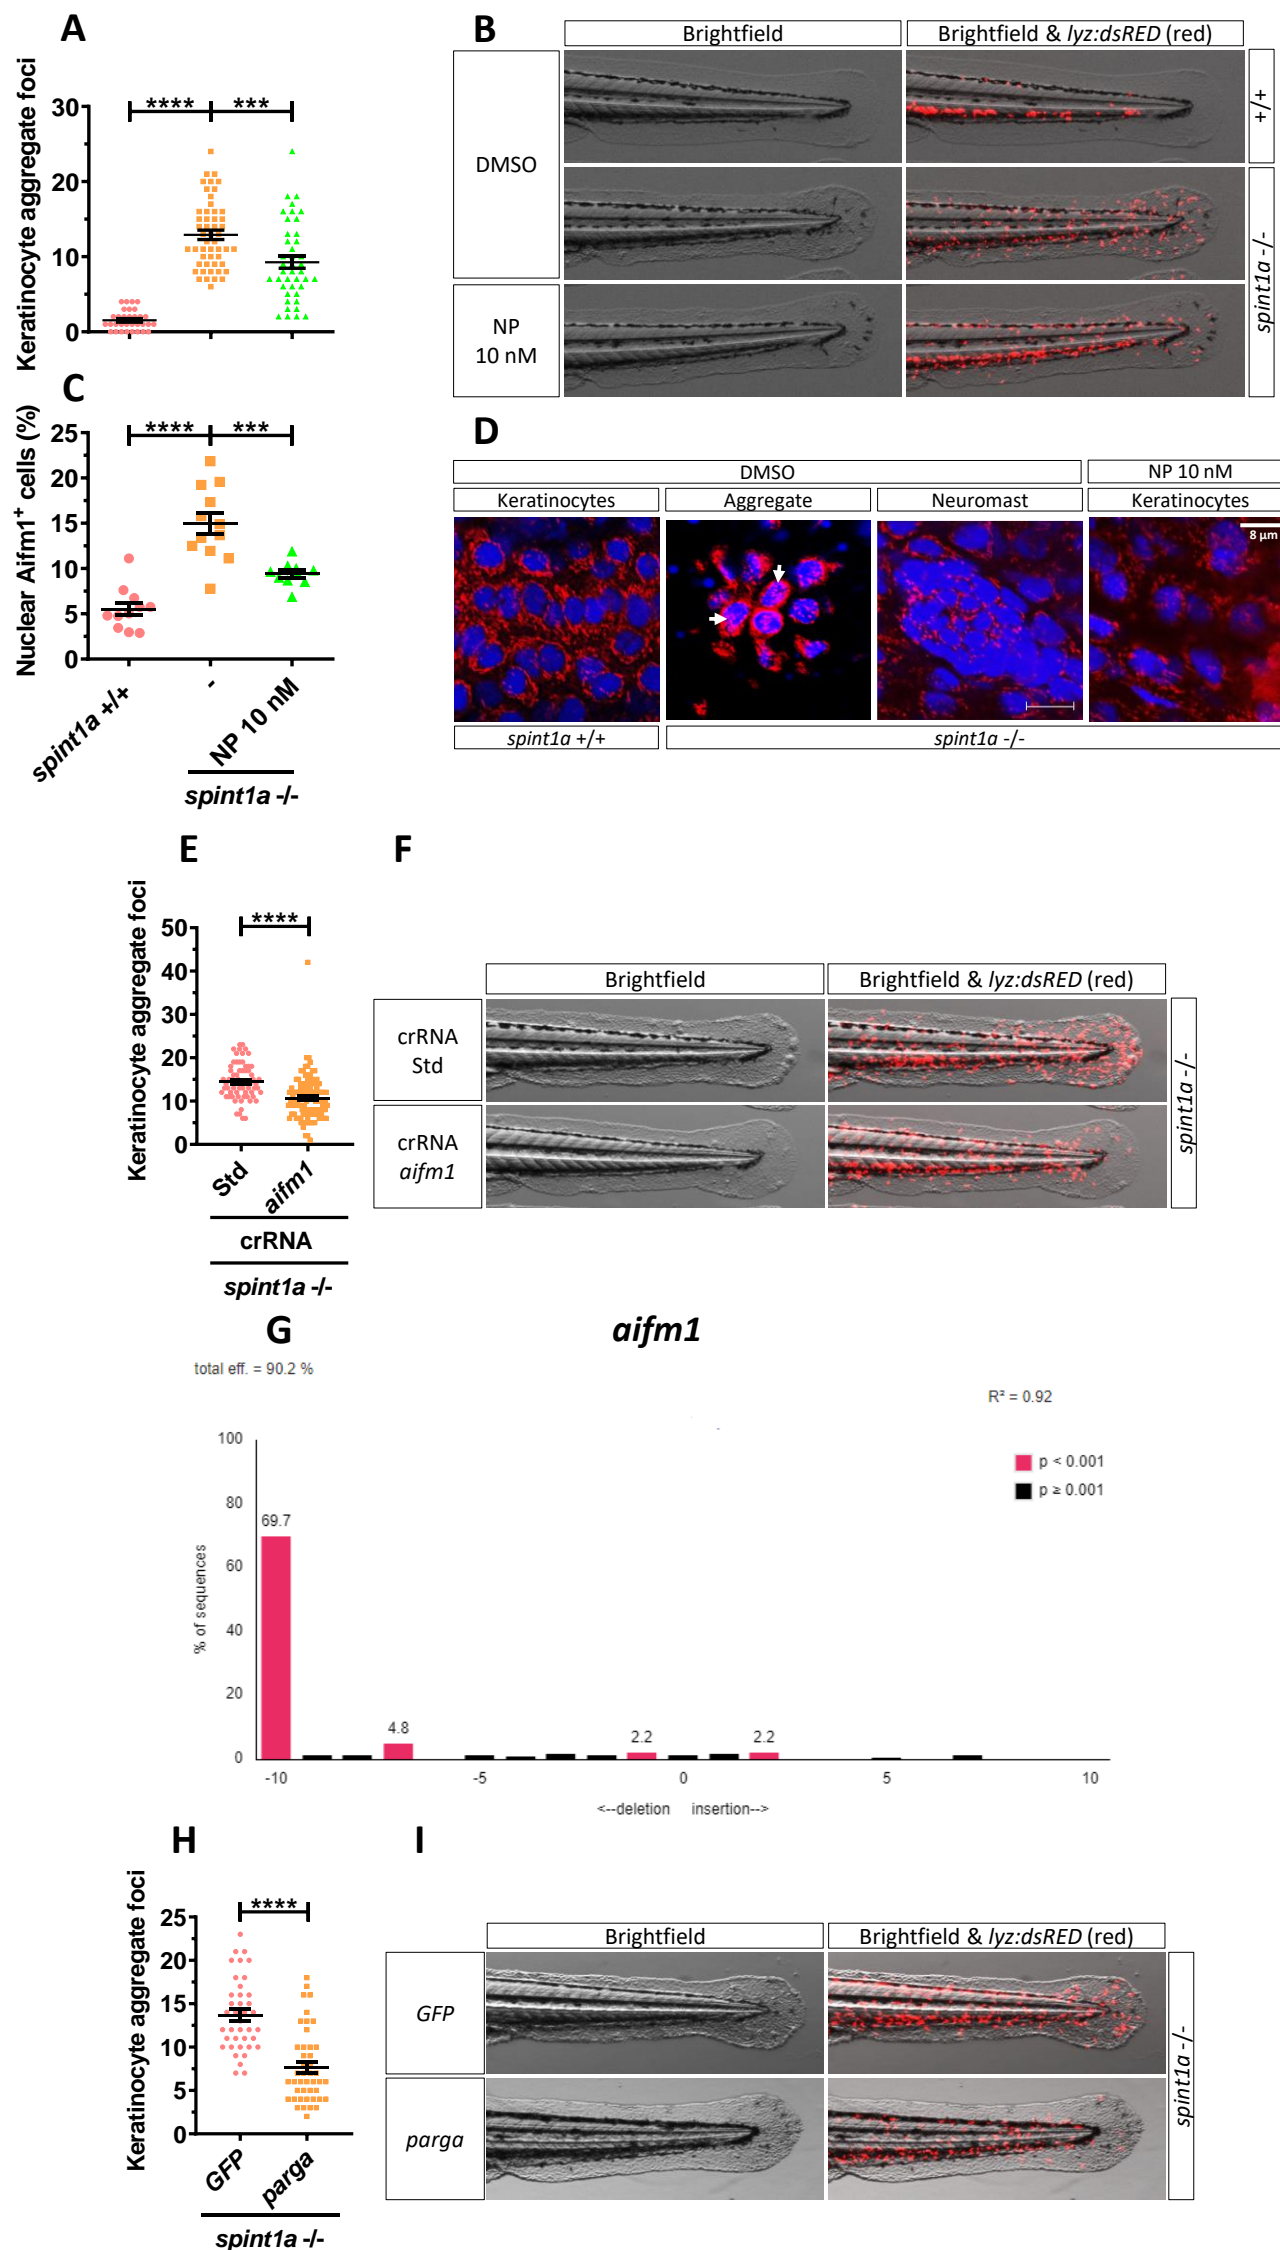 A
Keratinocyte aggregate foci
30
20
10
0
****
***
B
Brightfield
Brightfield & lyz:dsRED (red)
DMSO
NP
10 nM
+/+
spint1a -/-
C
Nuclear Aifm1+ cells (%)
25
20
15
10
5
0
****
***
spint1a +/+
-
NP 10 nM
spint1a -/-
D
DMSO
NP 10 nM
Keratinocytes
Aggregate
Neuromast
Keratinocytes
8 µm
spint1a +/+
spint1a -/-
E
Keratinocyte aggregate foci
50
40
30
20
10
0
****
Std
aifm1
crRNA
spint1a -/-
F
Brightfield
Brightfield & lyz:dsRED (red)
crRNA
Std
crRNA
aifm1
spint1a -/-
G
aifm1
total eff. = 90.2 %
R² = 0.92
p < 0.001
p ≥ 0.001
% of sequences
100
80
60
40
20
0
69.7
4.8
2.2
2.2
-10
-5
0
5
10
<--deletion insertion-->
H
Keratinocyte aggregate foci
25
20
15
10
5
0
****
GFP
parga
spint1a -/-
I
Brightfield
Brightfield & lyz:dsRED (red)
GFP
parga
spint1a -/-